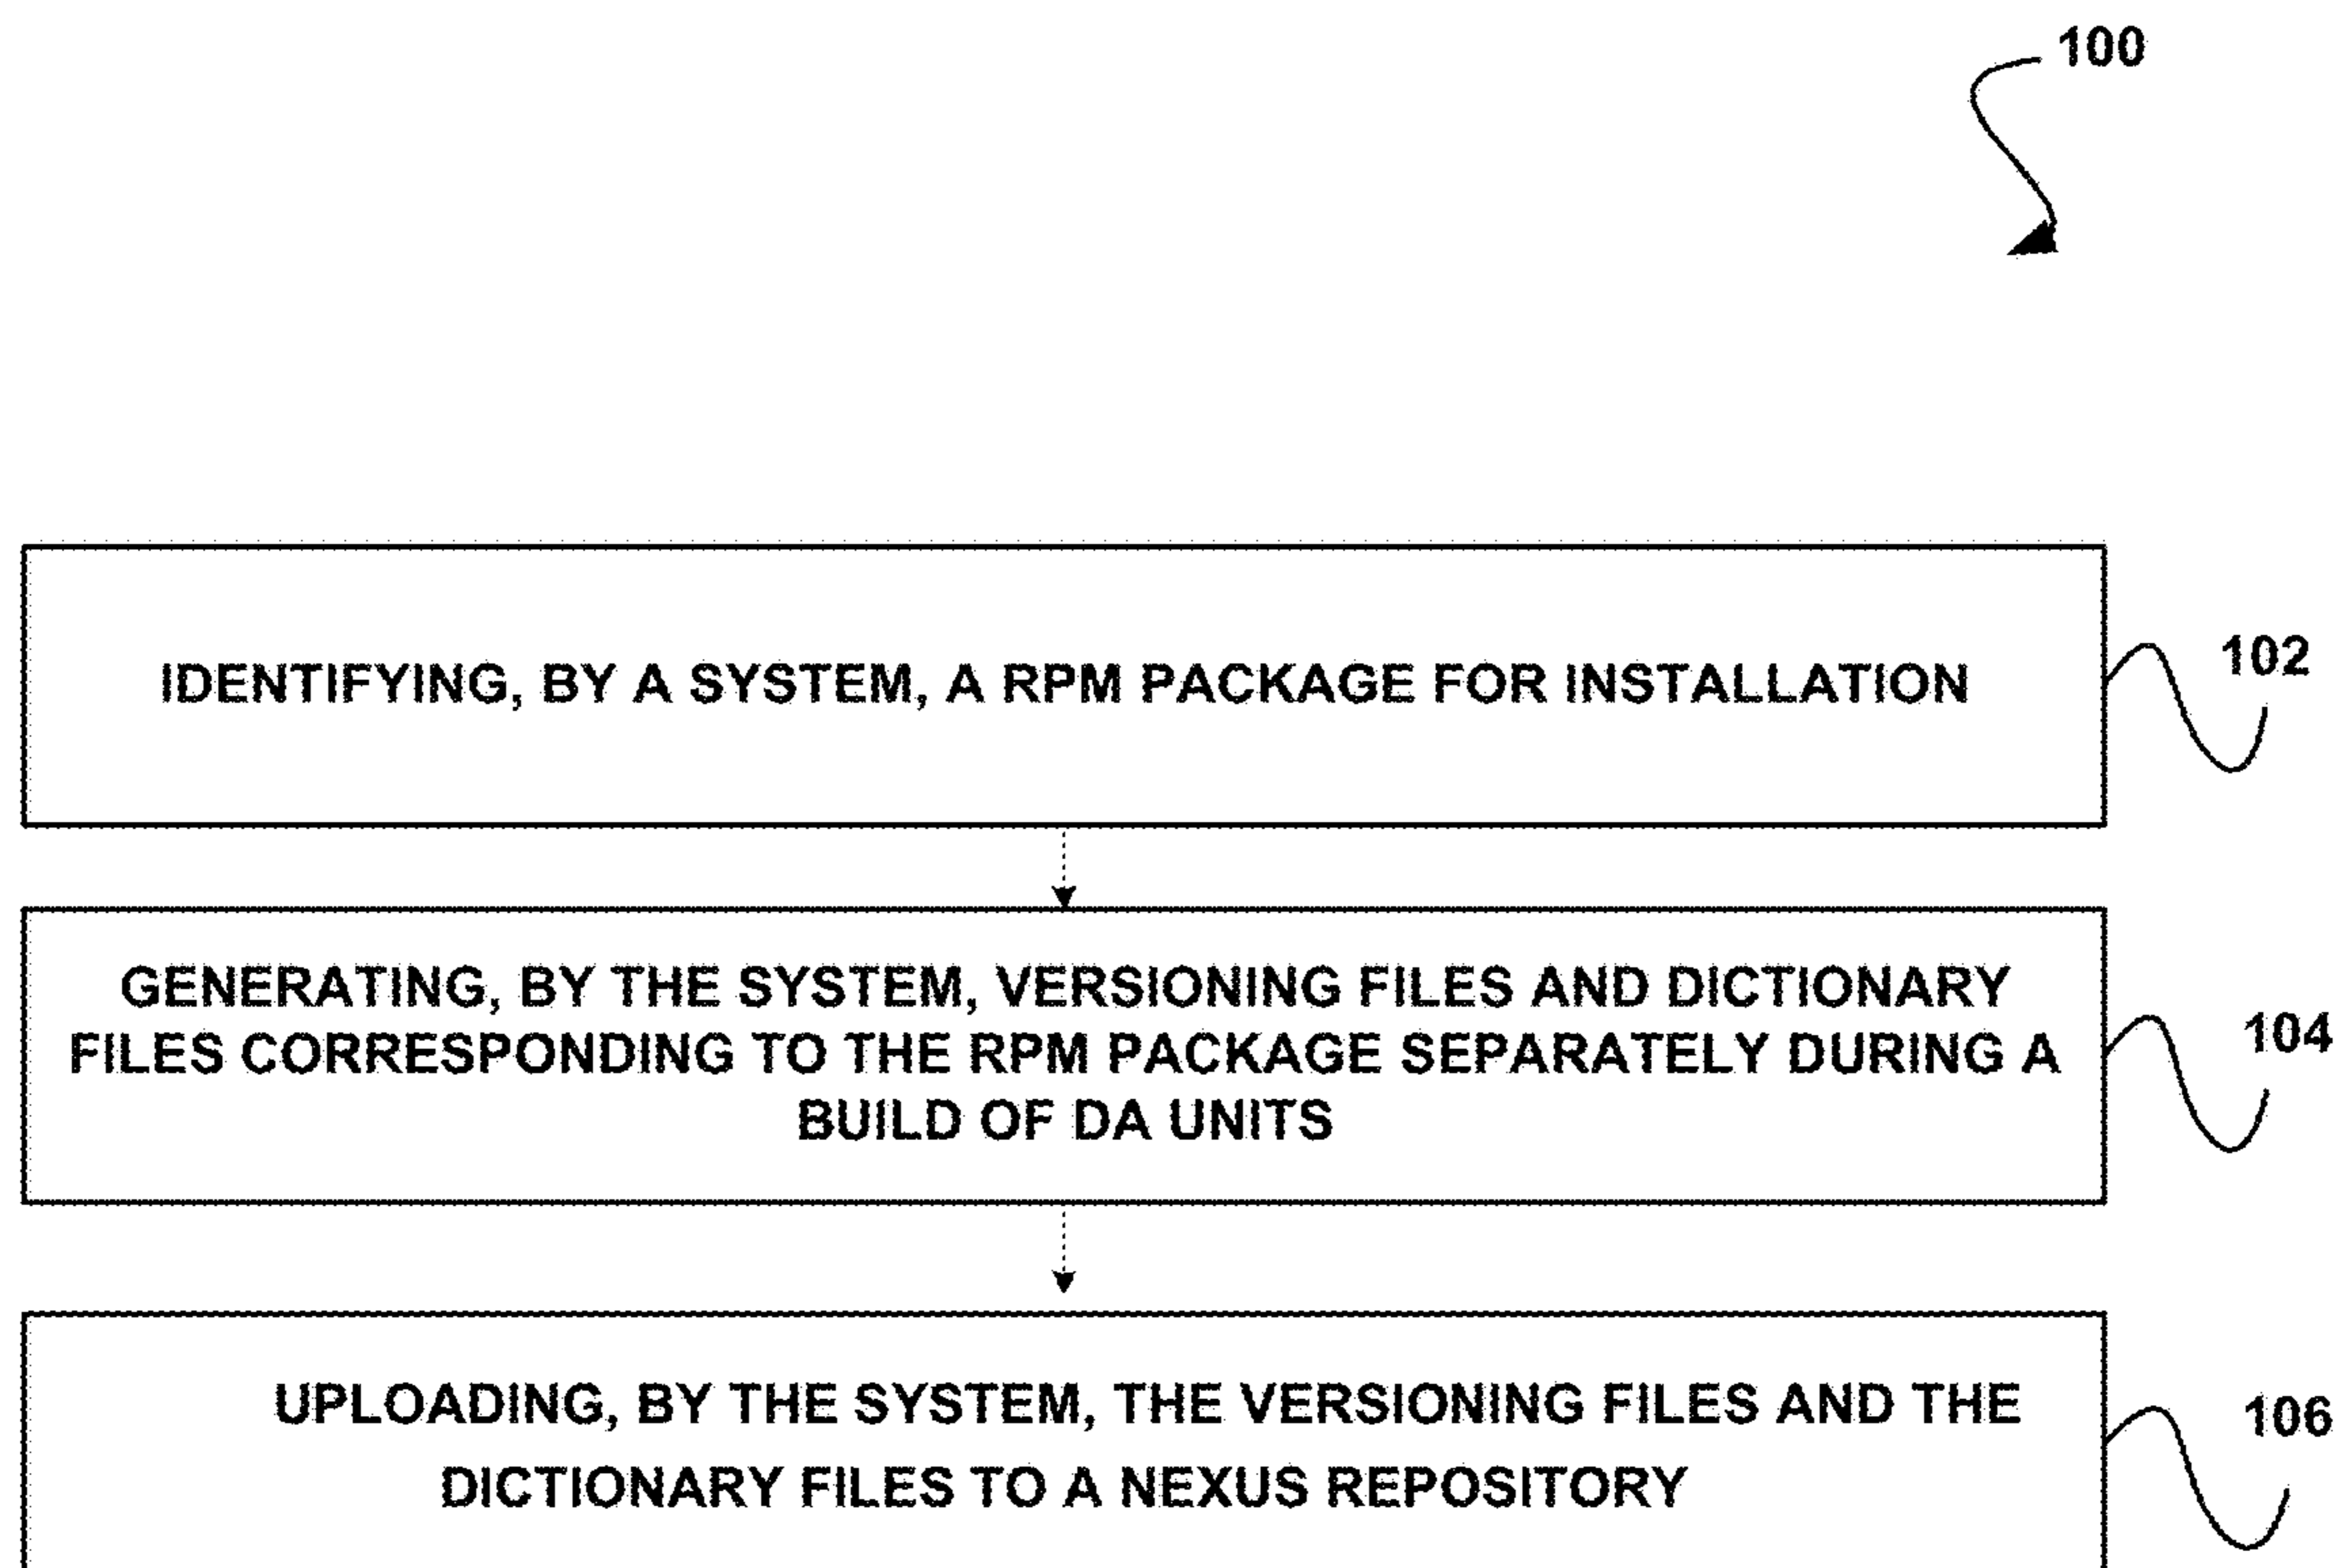 100
IDENTIFYING, BY A SYSTEM, A RPM PACKAGE FOR INSTALLATION
102
GENERATING, BY THE SYSTEM, VERSIONING FILES AND DICTIONARY
FILES CORRESPONDING TO THE RPM PACKAGE SEPARATELY DURING A
BUILD OF DA UNITS
104
UPLOADING, BY THE SYSTEM, THE VERSIONING FILES AND THE
DICTIONARY FILES TO A NEXUS REPOSITORY
106